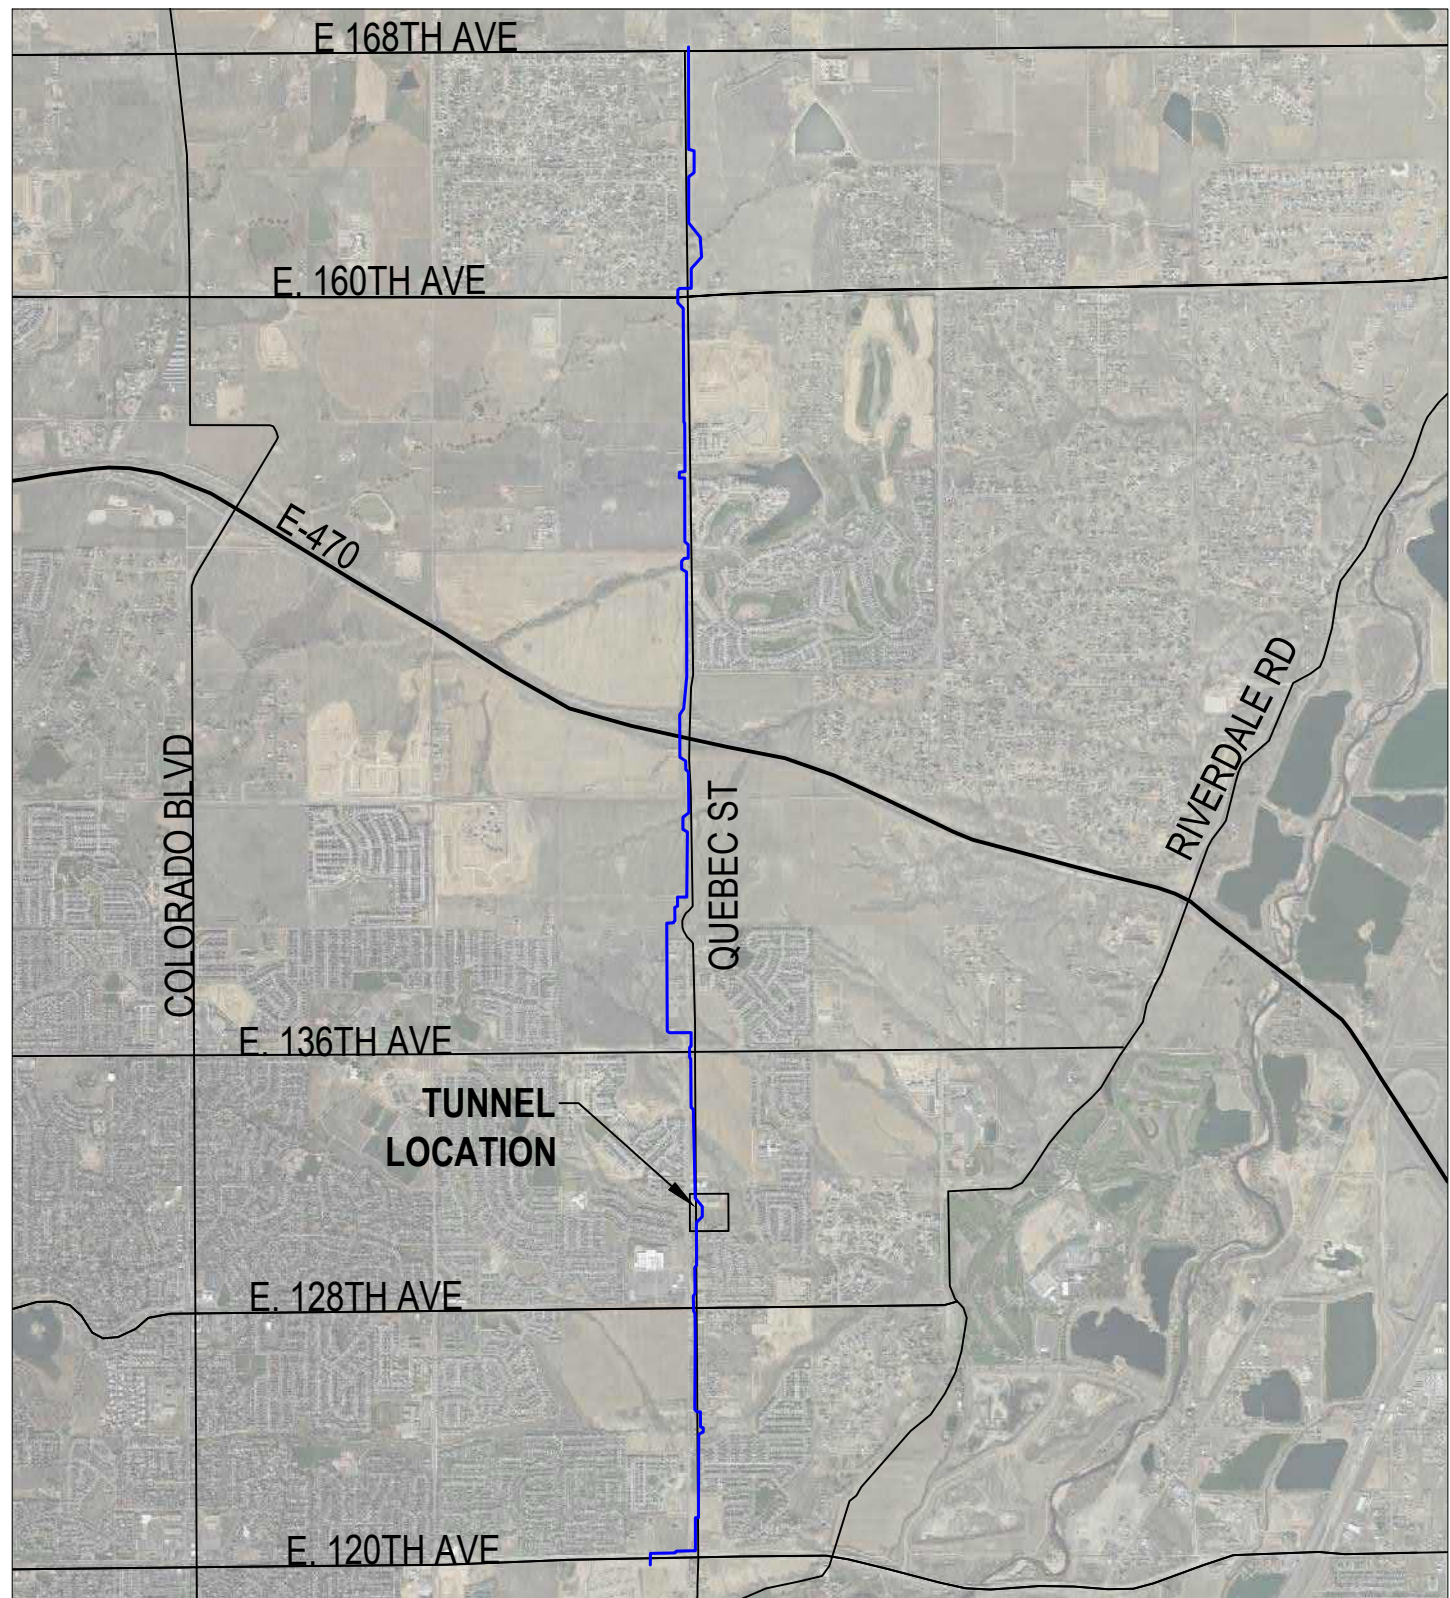 E 168TH AVE
E. 160TH AVE
E-470
RIVERDALE RD
COLORADO BLVD
QUEBEC ST
E. 136TH AVE
TUNNEL
LOCATION
E. 128TH AVE
E. 120TH AVE